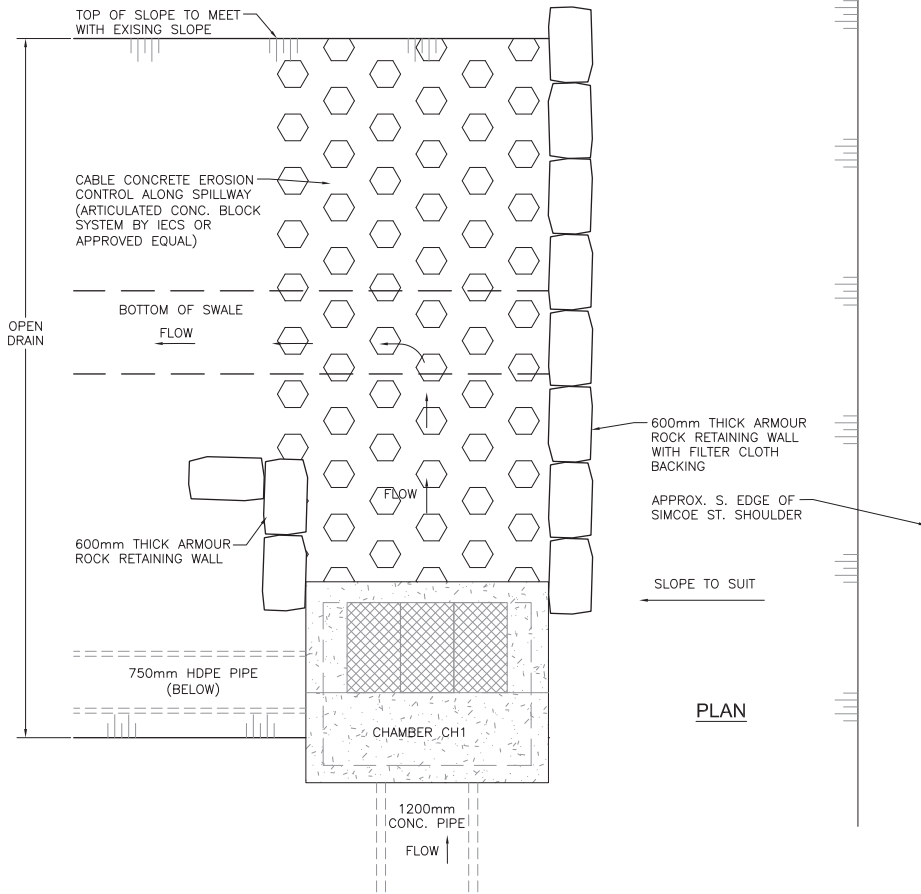 TOP OF SLOPE TO MEET
WITH EXISING SLOPE
CABLE CONCRETE EROSION
CONTROL ALONG SPILLWAY
(ARTICULATED CONC. BLOCK
SYSTEM BY IECS OR
APPROVED EQUAL)
BOTTOM OF SWALE
FLOW
OPEN
DRAIN
600mm THICK ARMOUR
ROCK RETAINING WALL
WITH FILTER CLOTH
BACKING
APPROX. S. EDGE OF
SIMCOE ST. SHOULDER
FLOW
600mm THICK ARMOUR
ROCK RETAINING WALL
SLOPE TO SUIT
750mm HDPE PIPE
(BELOW)
PLAN
CHAMBER CH1
1200mm
CONC. PIPE
FLOW